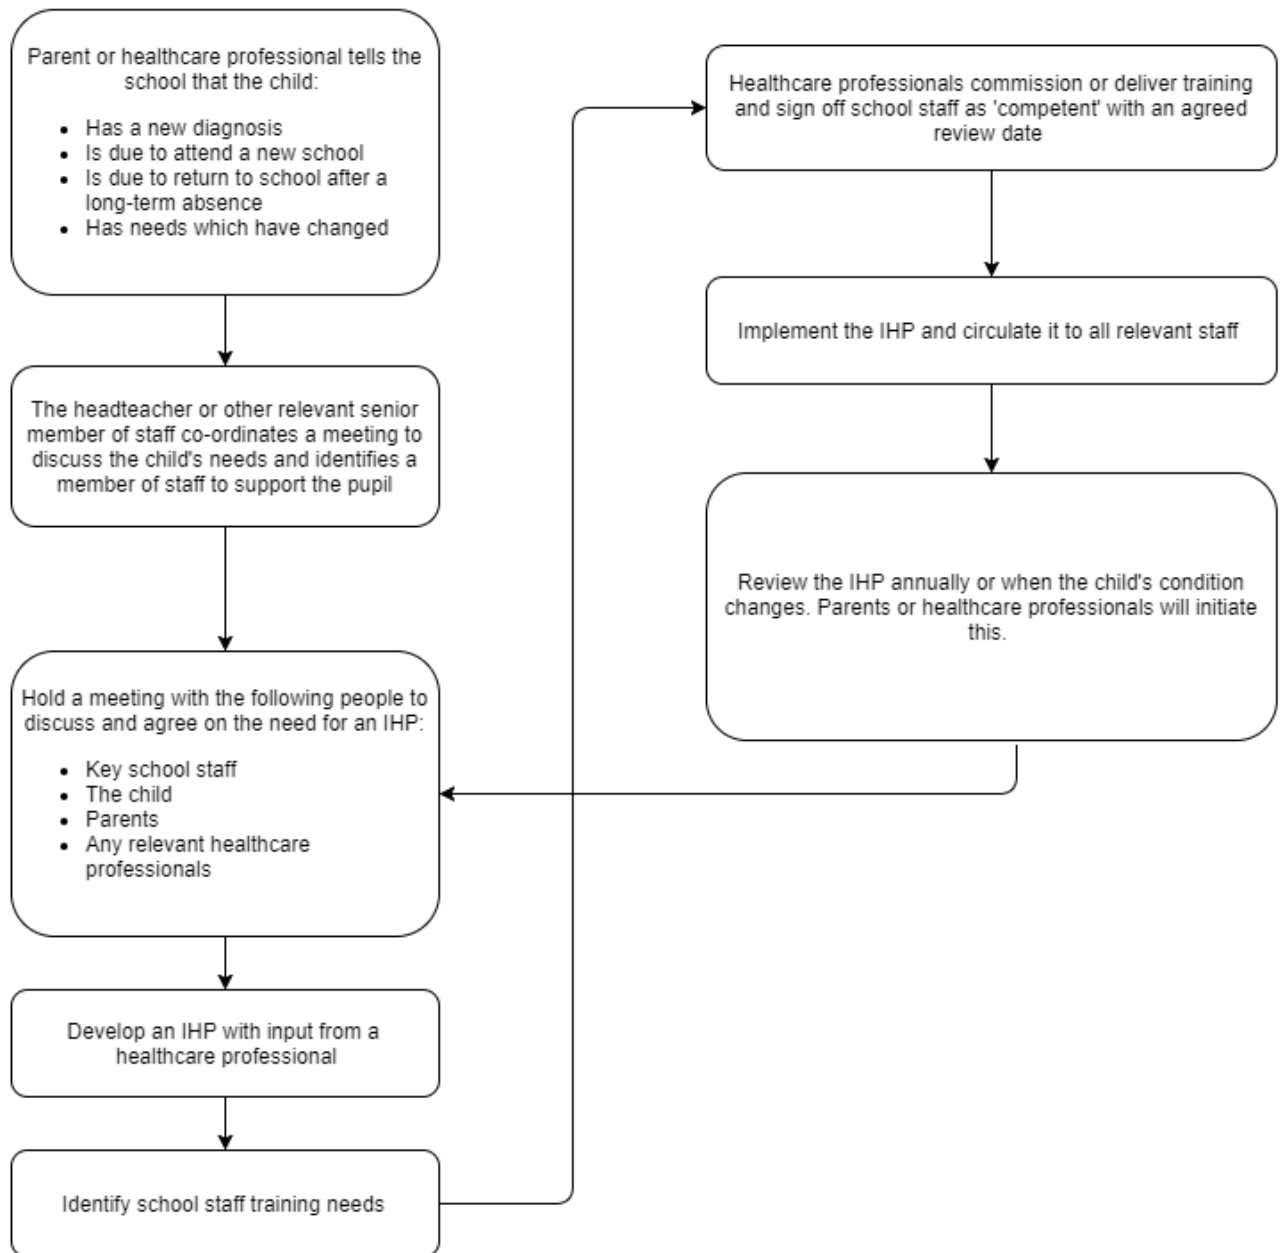 Parent or healthcare professional tells the
school that the child:
• Has a new diagnosis
• Is due to attend a new school
• Is due to return to school after a
long-term absence
• Has needs which have changed
The headteacher or other relevant senior
member of staff co-ordinates a meeting to
discuss the child's needs and identifies a
member of staff to support the pupil
Hold a meeting with the following people to
discuss and agree on the need for an IHP:
• Key school staff
• The child
• Parents
• Any relevant healthcare
professionals
Develop an IHP with input from a
healthcare professional
Identify school staff training needs
Healthcare professionals commission or deliver training
and sign off school staff as 'competent' with an agreed
review date
Implement the IHP and circulate it to all relevant staff
Review the IHP annually or when the child's condition
changes. Parents or healthcare professionals will initiate
this.